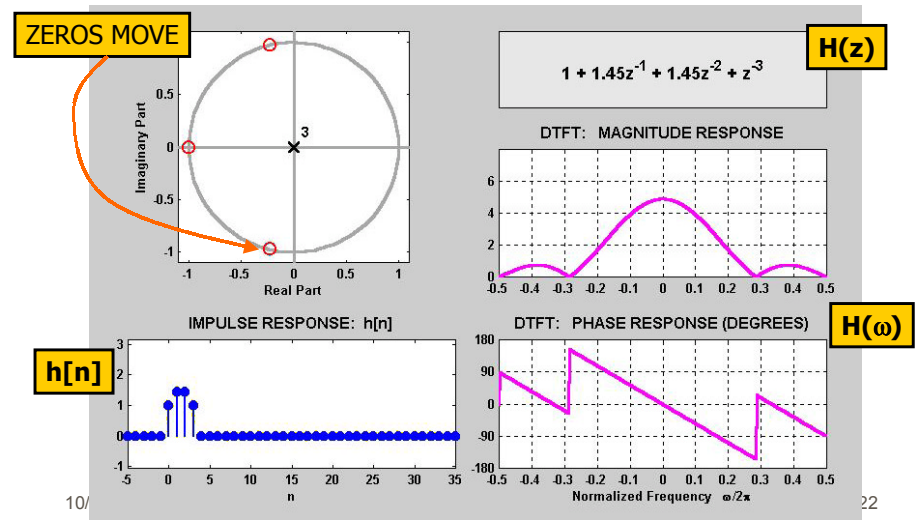 ZEROS MOVE
H(z)
1 + 1.45z^-1 + 1.45z^-2 + z^-3
Imaginary Part
0.5
0
-0.5
-1
3
-1 -0.5 0 0.5 1
Real Part
DTFT: MAGNITUDE RESPONSE
6
4
2
0
-0.5 -0.4 -0.3 -0.2 -0.1 0 0.1 0.2 0.3 0.4 0.5
IMPULSE RESPONSE: h[n]
h[n]
3
2
1
0
-1
-5 0 5 10 15 20 25 30 35
n
DTFT: PHASE RESPONSE (DEGREES)
H(ω)
180
90
0
-90
-180
-0.5 -0.4 -0.3 -0.2 -0.1 0 0.1 0.2 0.3 0.4 0.5
Normalized Frequency ω/2π
10/
22